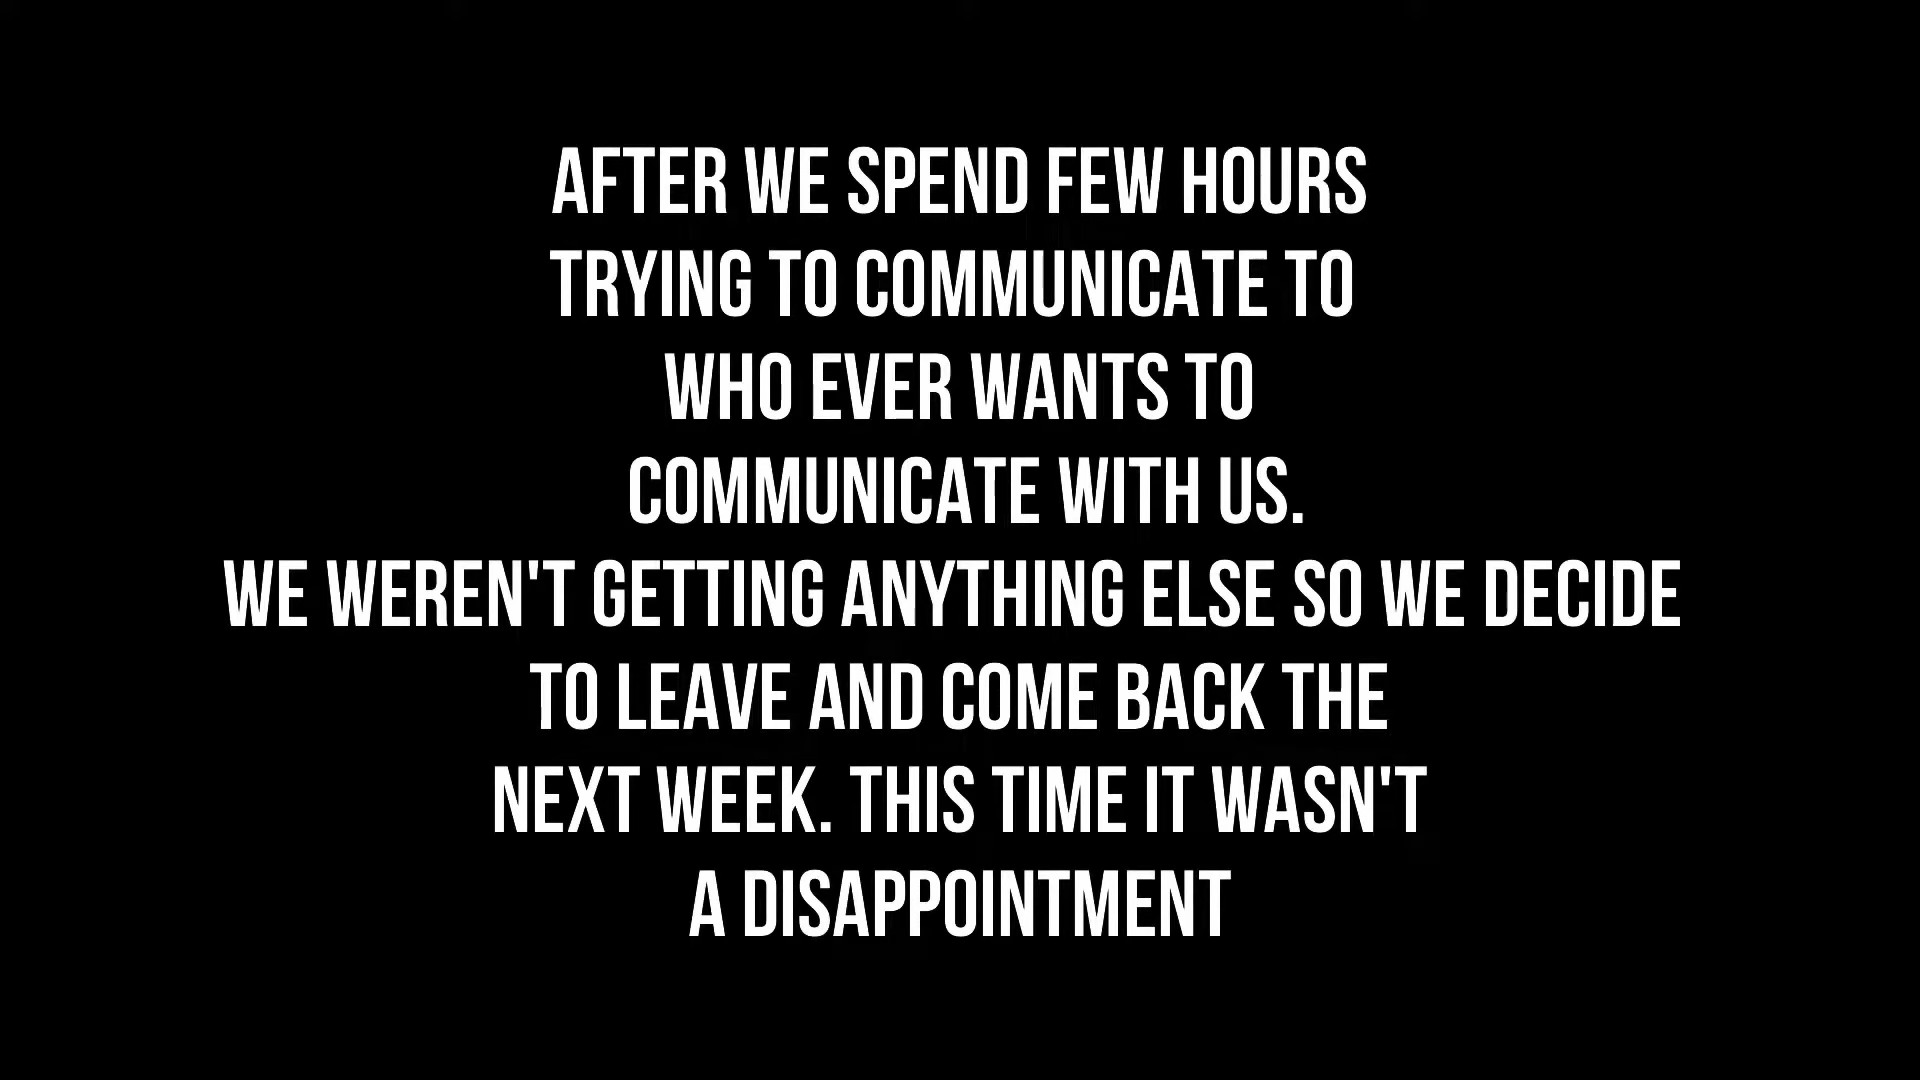 AFTER WE SPEND FEW HOURS
TRYING TO COMMUNICATE TO
WHO EVER WANTS TO
COMMUNICATE WITH US.
WE WEREN'T GETTING ANYTHING ELSE SO WE DECIDE
TO LEAVE AND COME BACK THE
NEXT WEEK. THIS TIME IT WASN'T
A DISAPPOINTMENT